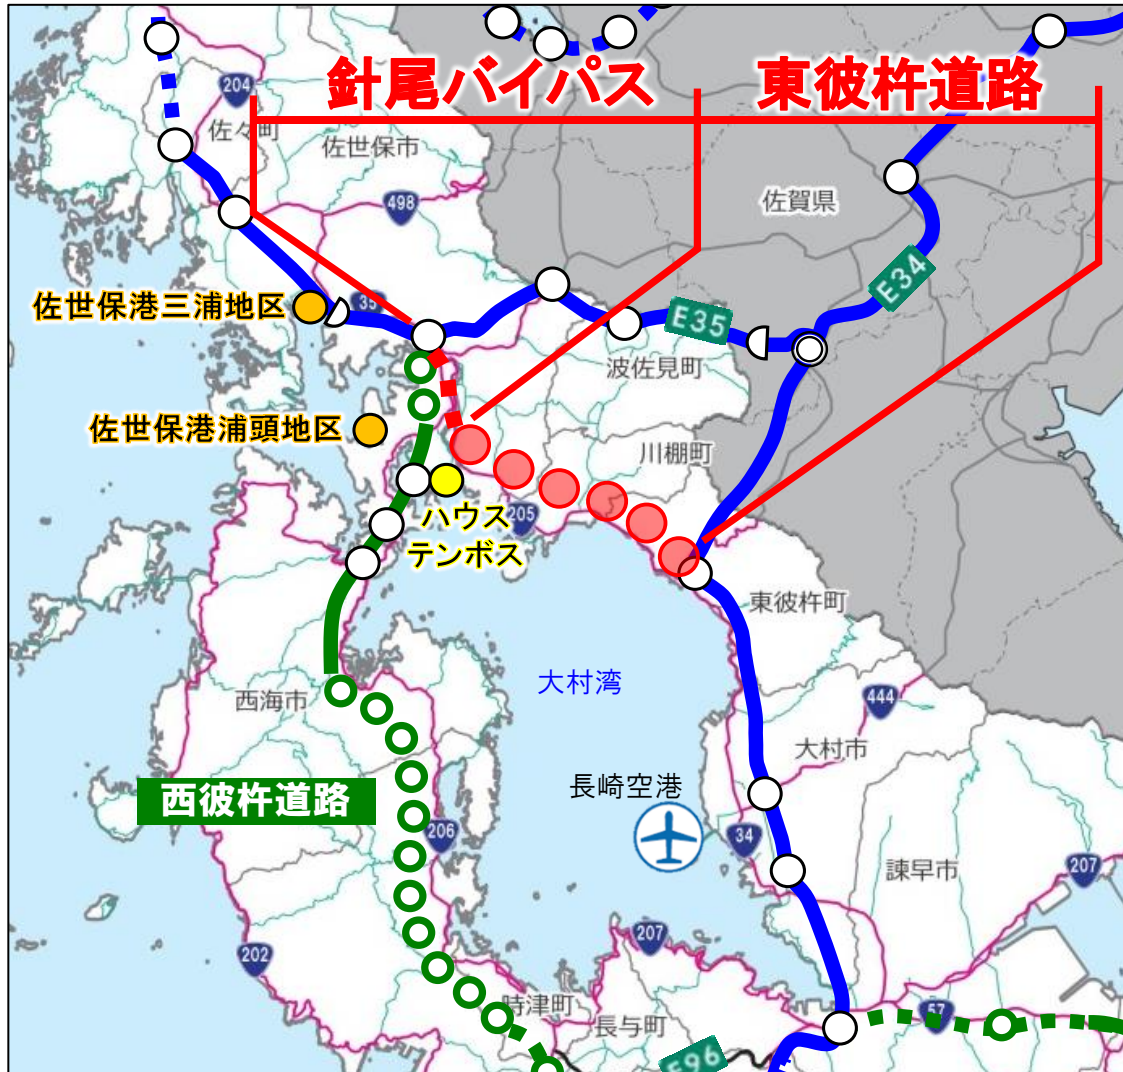 針尾バイパス
東彼杵道路
204
佐々町
佐世保市
498
佐賀県
E34
佐世保港三浦地区
35
E35
波佐見町
佐世保港浦頭地区
川棚町
ハウス
テンボス
205
東彼杵町
大村湾
西海市
444
大村市
長崎空港
西彼杵道路
206
34
諫早市
207
207
202
時津町
長与町
57
E96